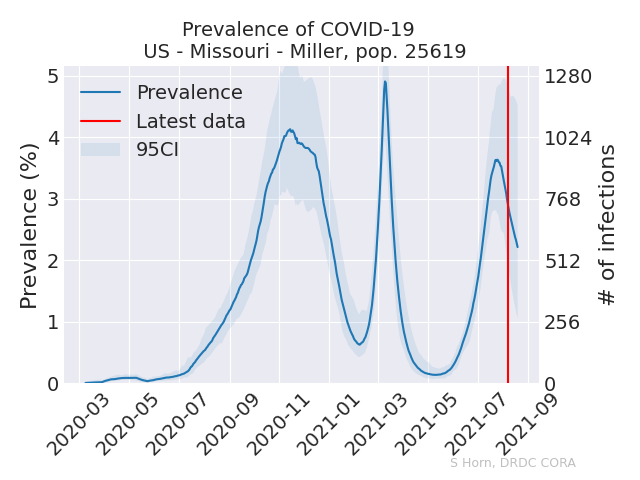 Prevalence of COVID-19
US - Missouri - Miller, pop. 25619
Prevalence
Latest data
95CI
Prevalence (%)
5
4
3
2
1
0
# of infections
1280
1024
768
512
256
0
2020-03
2020-05
2020-07
2020-09
2020-11
2021-01
2021-03
2021-05
2021-07
2021-09
S Horn, DRDC CORA